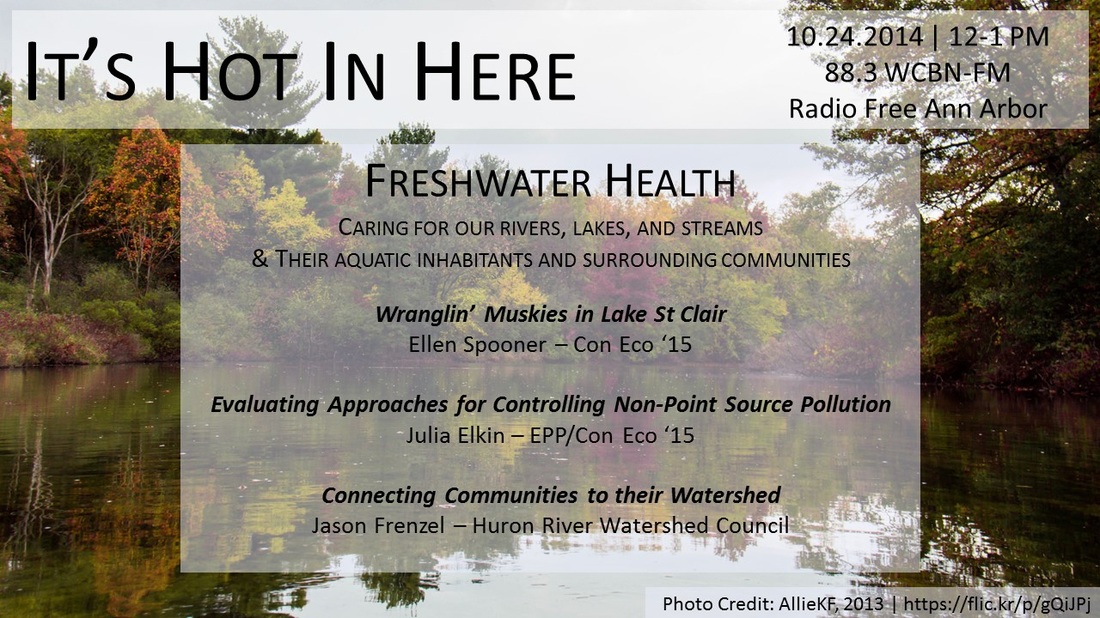 It's Hot In Here
10.24.2014 | 12-1 PM
88.3 WCBN-FM
Radio Free Ann Arbor
Freshwater Health
Caring for our rivers, lakes, and streams
& Their aquatic inhabitants and surrounding communities
Wranglin' Muskies in Lake St Clair
Ellen Spooner – Con Eco '15
Evaluating Approaches for Controlling Non-Point Source Pollution
Julia Elkin – EPP/Con Eco '15
Connecting Communities to their Watershed
Jason Frenzel – Huron River Watershed Council
Photo Credit: AllieKF, 2013 | https://flic.kr/p/gQiJPj